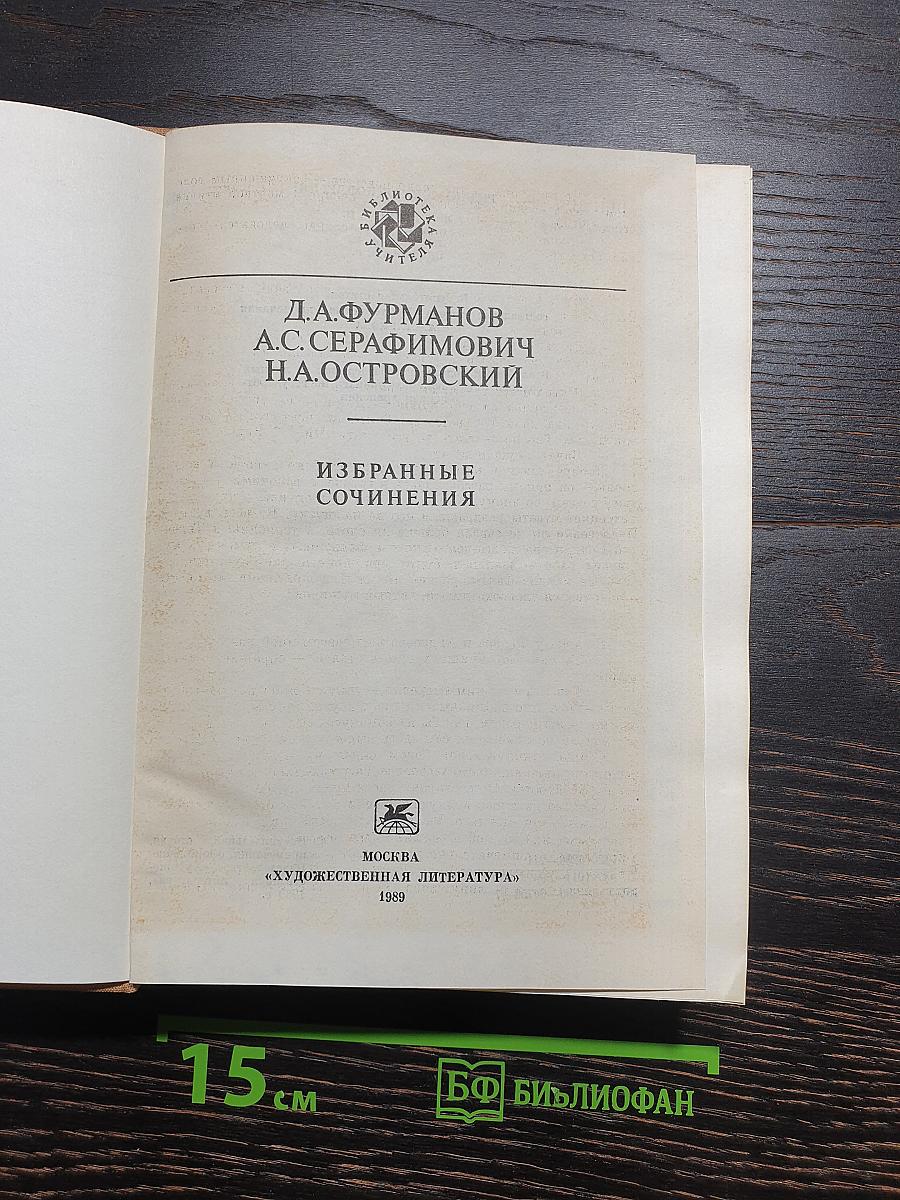 БИБЛИОТЕКА
УЧИТЕЛЯ
Д.А.ФУРМАНОВ
А.С.СЕРАФИМОВИЧ
Н.А.ОСТРОВСКИЙ
ИЗБРАННЫЕ
СОЧИНЕНИЯ
МОСКВА
«ХУДОЖЕСТВЕННАЯ ЛИТЕРАТУРА»
1989
15 см
БФ БИБЛИОФАН